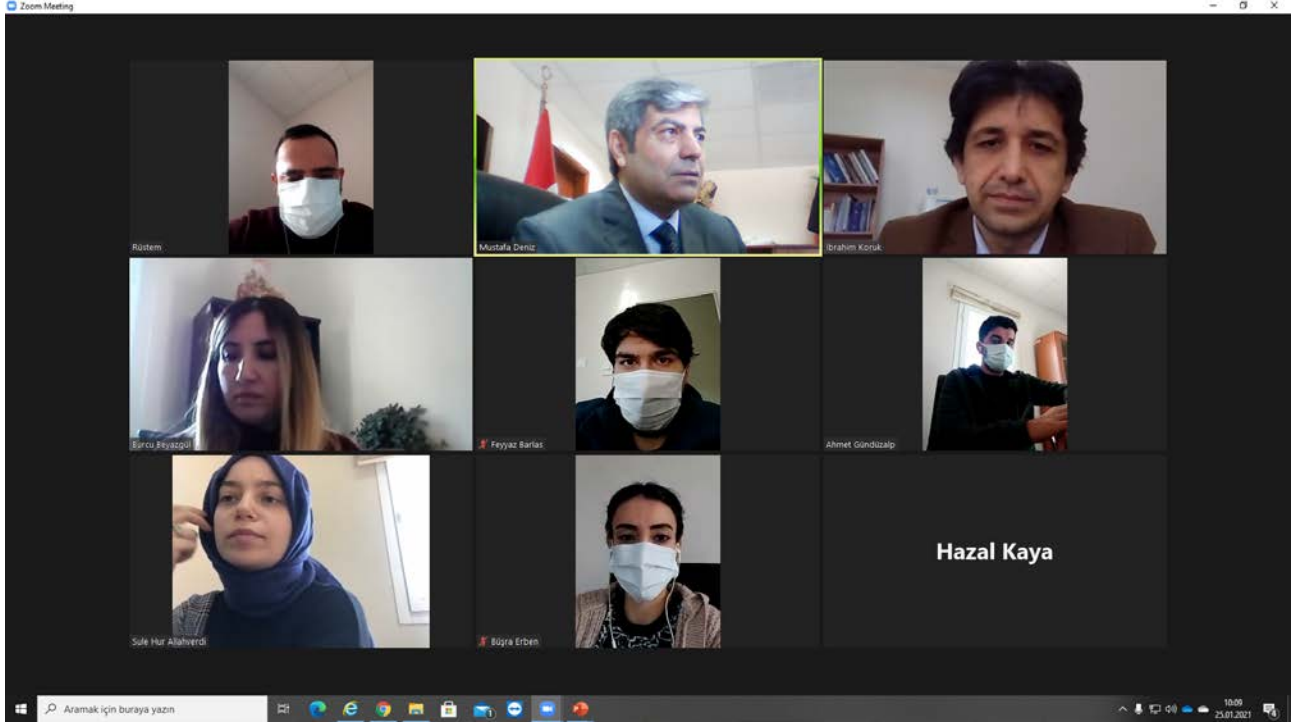 Zoom Meeting
Rüstem
Mustafa Deniz
ibrahim Koruk
Burcu Beyazgül
Feyyaz Barlas
Ahmet Gündüzalp
Sule Hur Allahverdi
Büşra Erben
Hazal Kaya
Aramak için buraya yazın
10:09
25.01.2021